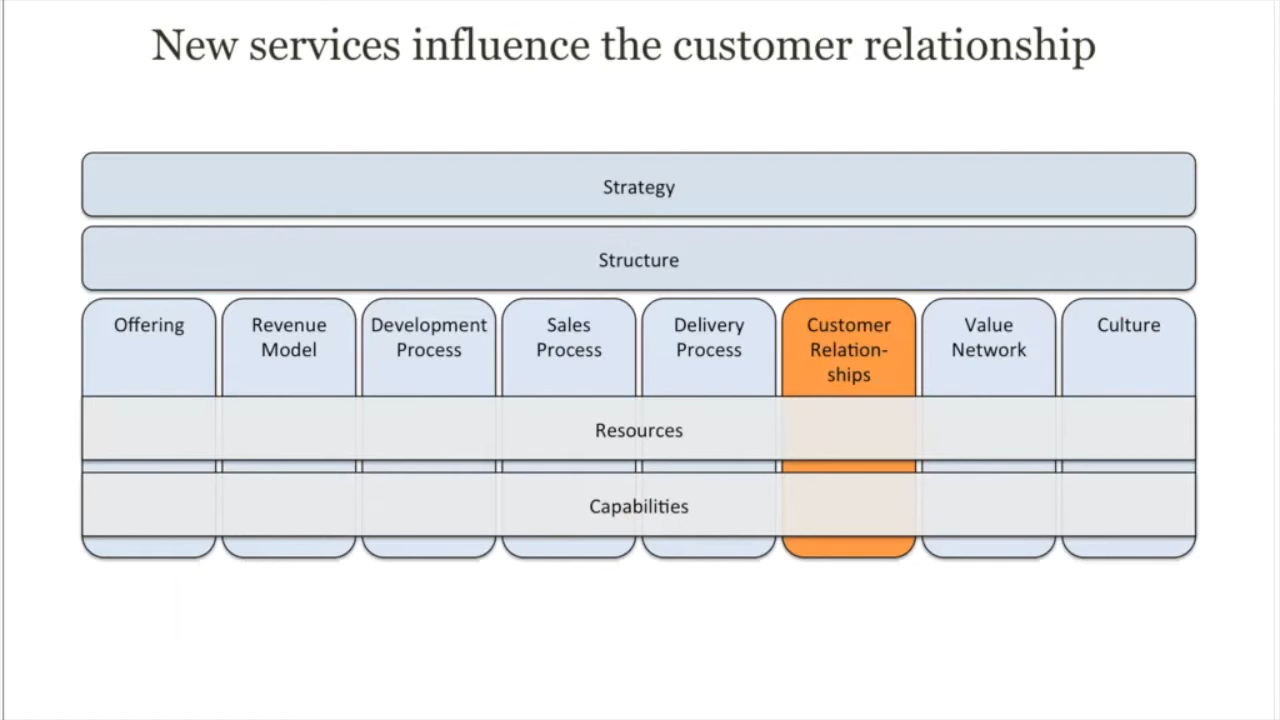 New services influence the customer relationship
Strategy
Structure
Offering
Revenue
Model
Development
Process
Sales
Process
Delivery
Process
Customer
Relation-
ships
Value
Network
Culture
Resources
Capabilities